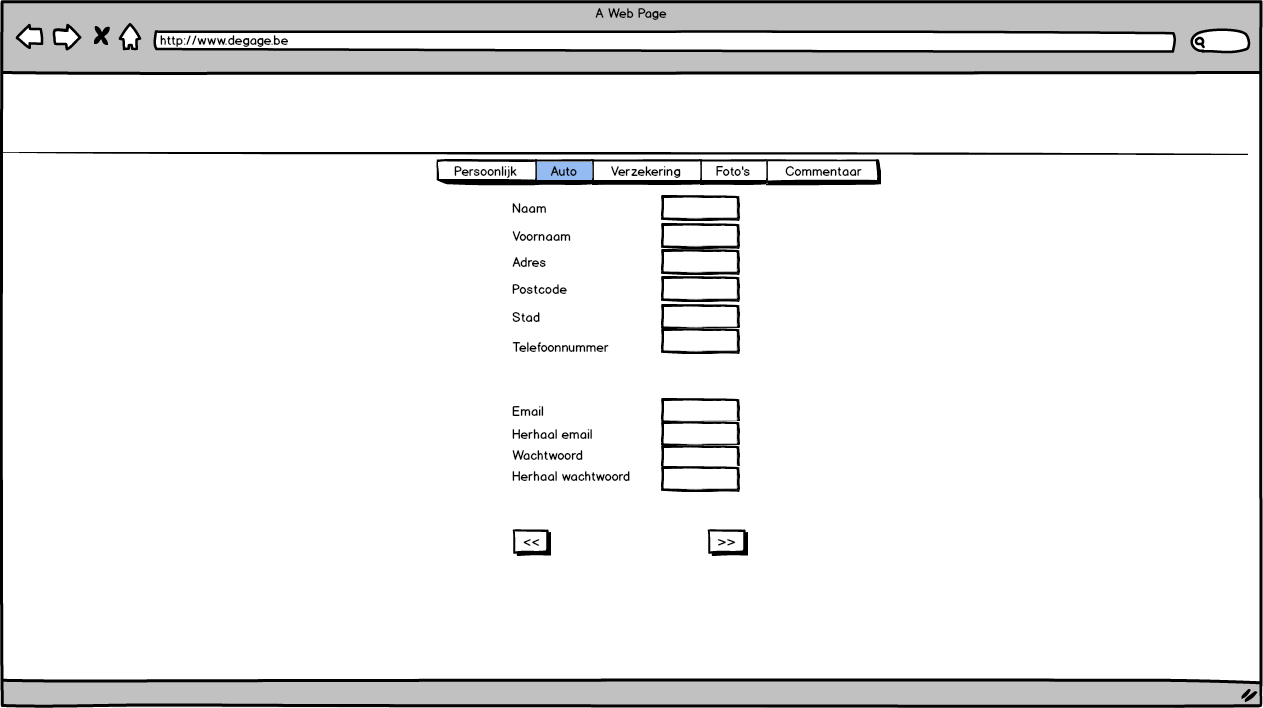 A Web Page
http://www.degage.be
Persoonlijk Auto Verzekering Foto's Commentaar
Naam
Voornaam
Adres
Postcode
Stad
Telefoonnummer
Email
Herhaal email
Wachtwoord
Herhaal wachtwoord
<< >>